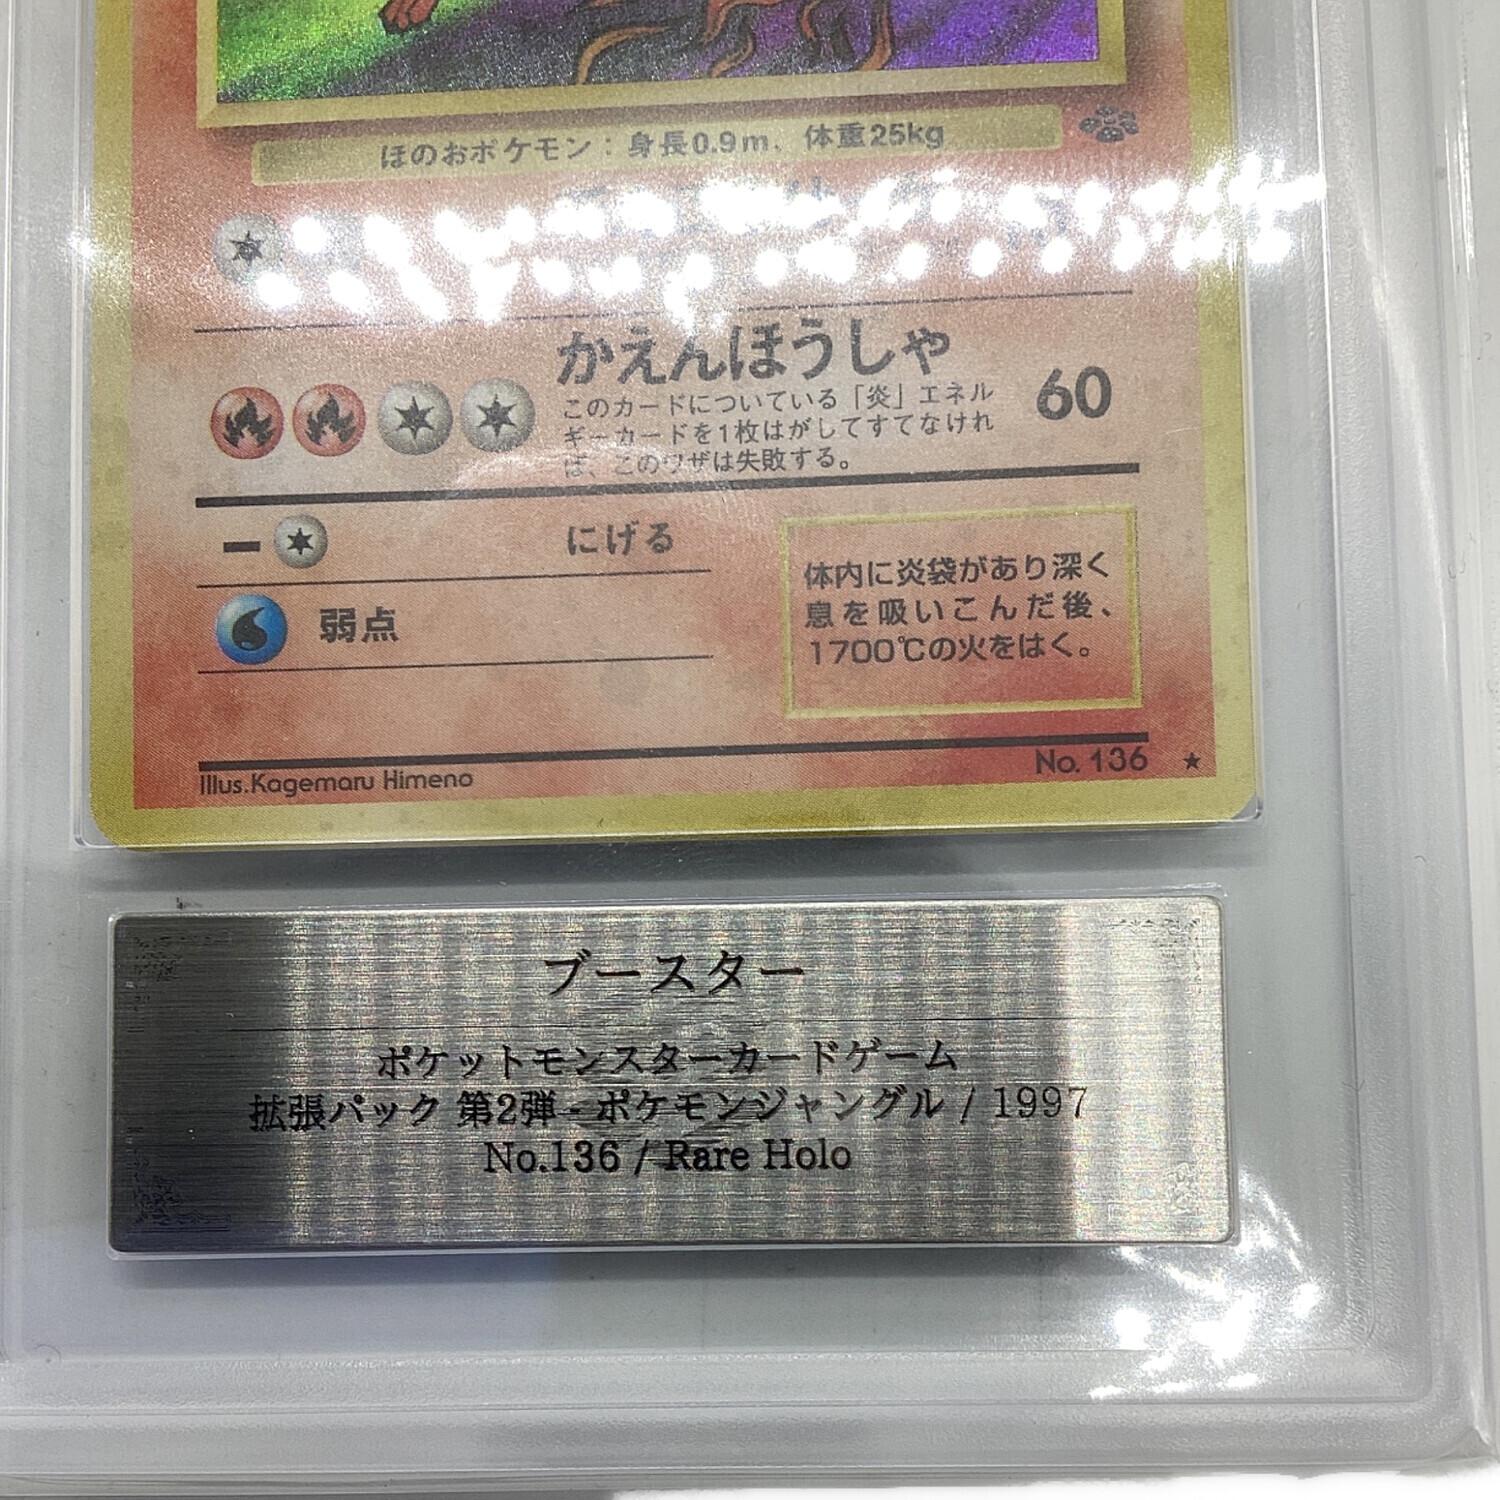 ほのおポケモン：身長0.9m、体重25kg
かえんほうしゃ
このカードについている「炎」エネル
ギーカードを1枚はがしてすてなけれ
ば、このワザは失敗する。
60
にげる
弱点
体内に炎袋があり深く
息を吸いこんだ後、
1700℃の火をはく。
Illus.Kagemaru Himeno
No. 136 ★
ブースター
ポケットモンスターカードゲーム
拡張パック 第2弾 - ポケモンジャングル / 1997
No.136 / Rare Holo